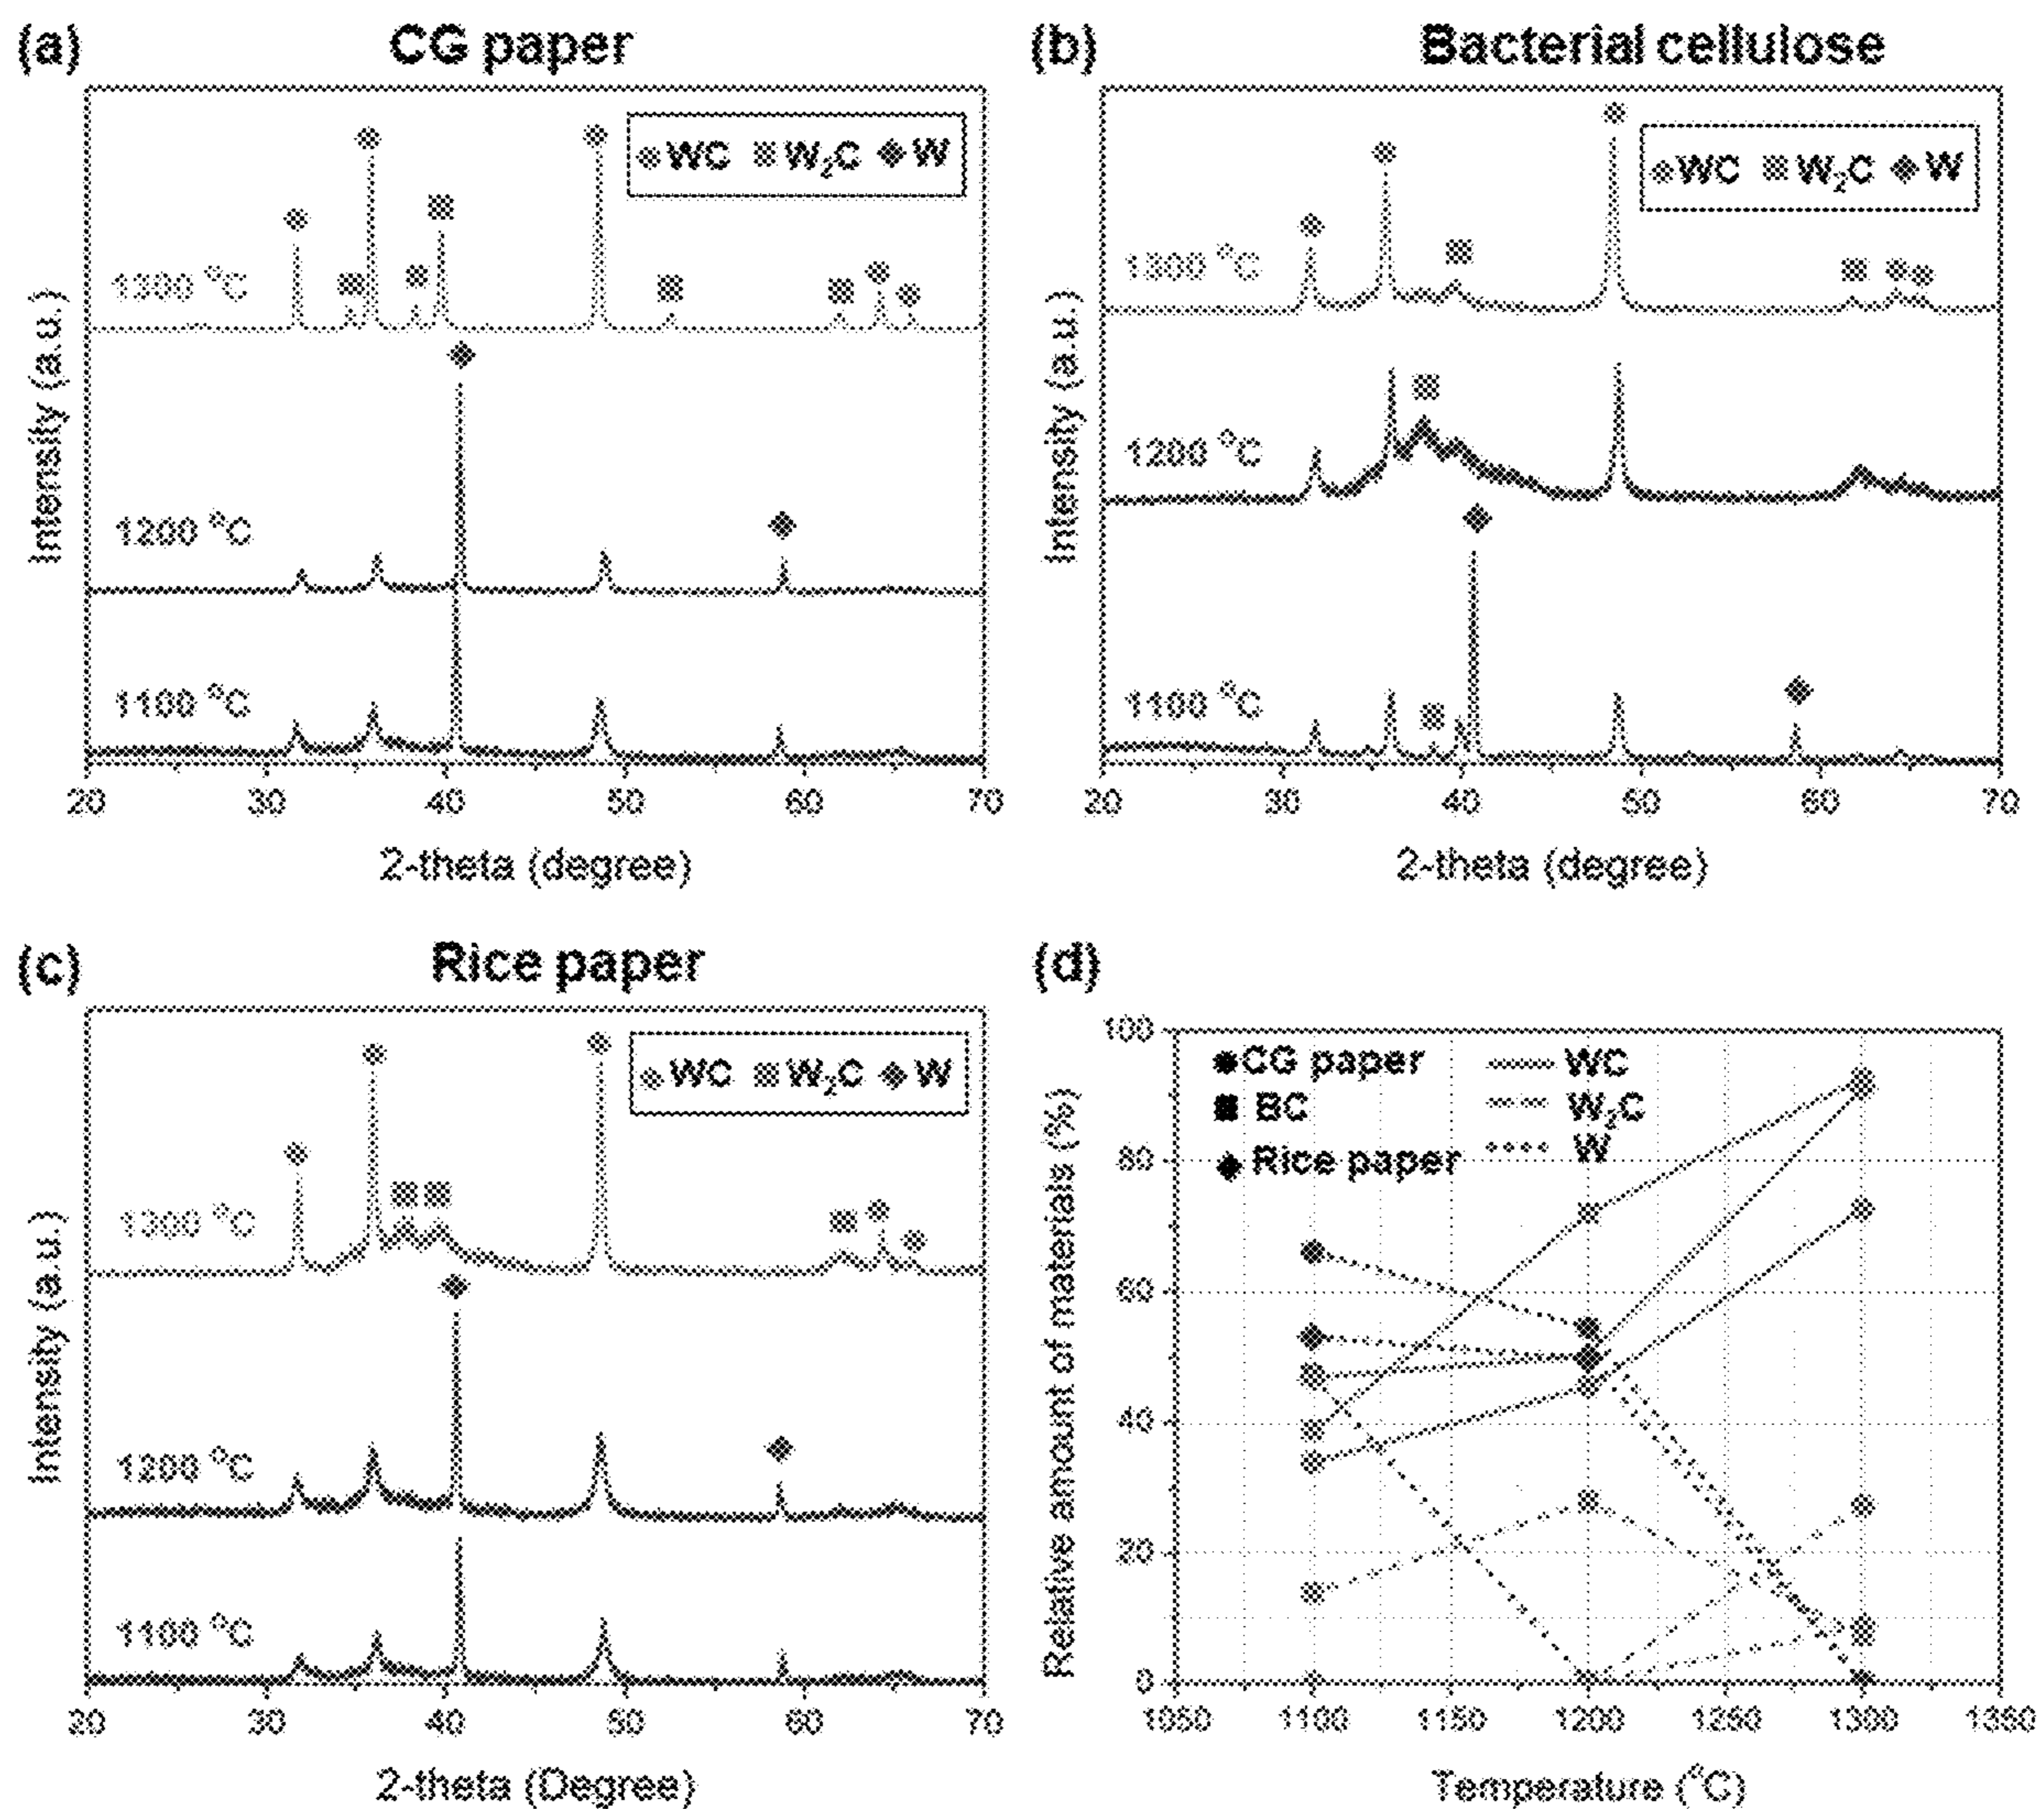 (a) CG paper
WC W₂C W
1300 °C
1200 °C
1100 °C
Intensity (a.u.)
20 30 40 50 60 70
2-theta (degree)
(b) Bacterial cellulose
WC W₂C W
1300 °C
1200 °C
1100 °C
Intensity (a.u.)
20 30 40 50 60 70
2-theta (degree)
(c) Rice paper
WC W₂C W
1300 °C
1200 °C
1100 °C
Intensity (a.u.)
20 30 40 50 60 70
2-theta (Degree)
(d)
CG paper WC
BC W₂C
Rice paper W
Relative amount of materials (%)
100
80
60
40
20
0
1050 1100 1150 1200 1250 1300 1350
Temperature (°C)